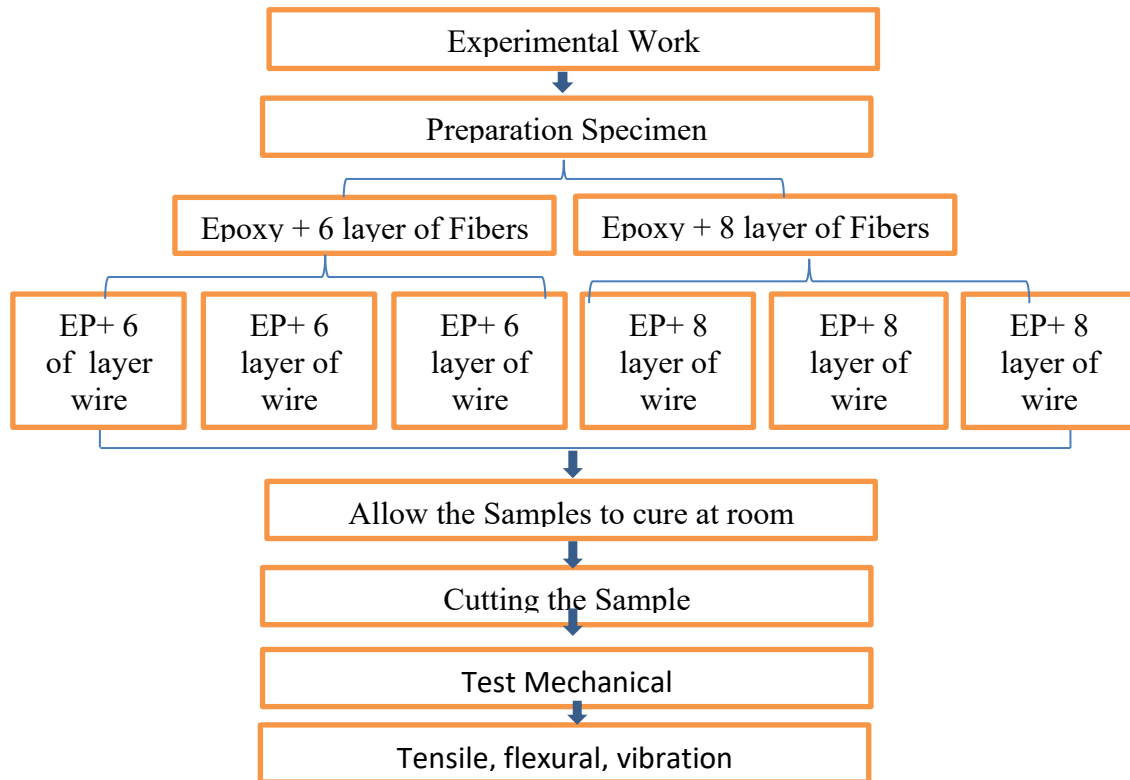 Experimental Work
Preparation Specimen
Epoxy + 6 layer of Fibers
Epoxy + 8 layer of Fibers
EP+ 6
of layer
wire
EP+ 6
layer of
wire
EP+ 6
layer of
wire
EP+ 8
layer of
wire
EP+ 8
layer of
wire
EP+ 8
layer of
wire
Allow the Samples to cure at room
Cutting the Sample
Test Mechanical
Tensile, flexural, vibration